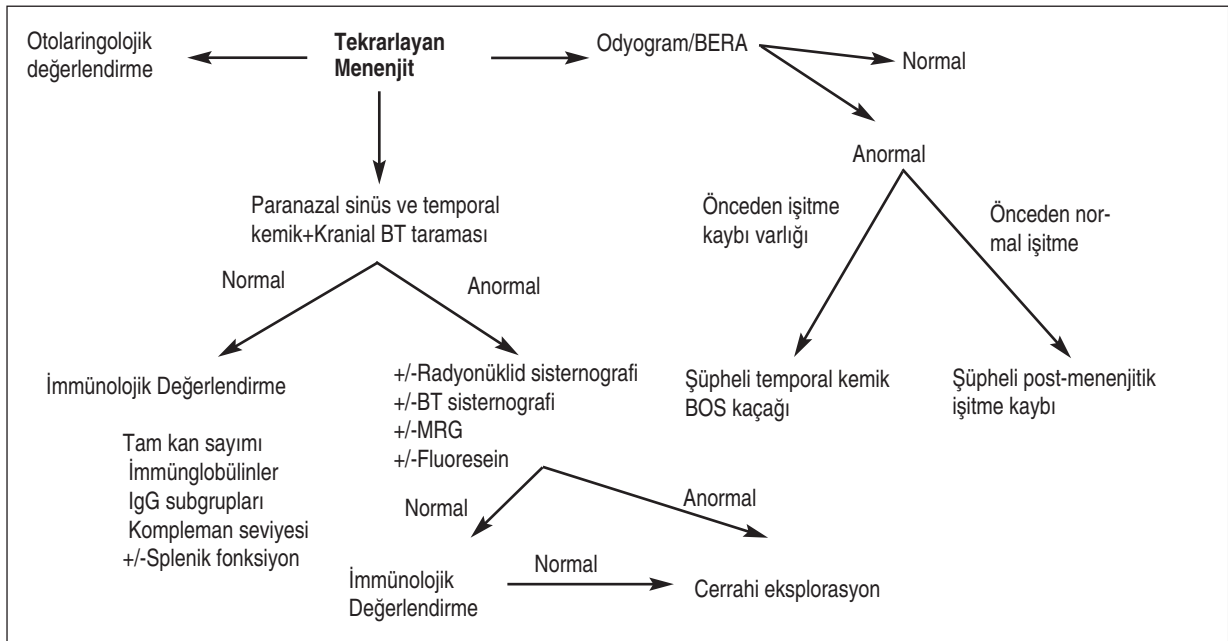 Otolaringolojik
değerlendirme
Tekrarlayan
Menenjit
Odyogram/BERA
Normal
Anormal
Paranazal sinüs ve temporal
kemik+Kranial BT taraması
Önceden işitme
kaybı varlığı
Önceden nor-
mal işitme
Normal
Anormal
İmmünolojik Değerlendirme
Tam kan sayımı
İmmünglobülinler
IgG subgrupları
Kompleman seviyesi
+/-Splenik fonksiyon
+/-Radyonüklid sisternografi
+/-BT sisternografi
+/-MRG
+/-Fluoresein
Şüpheli temporal kemik
BOS kaçağı
Şüpheli post-menenjitik
işitme kaybı
Normal
Anormal
İmmünolojik
Değerlendirme
Normal
Cerrahi eksplorasyon